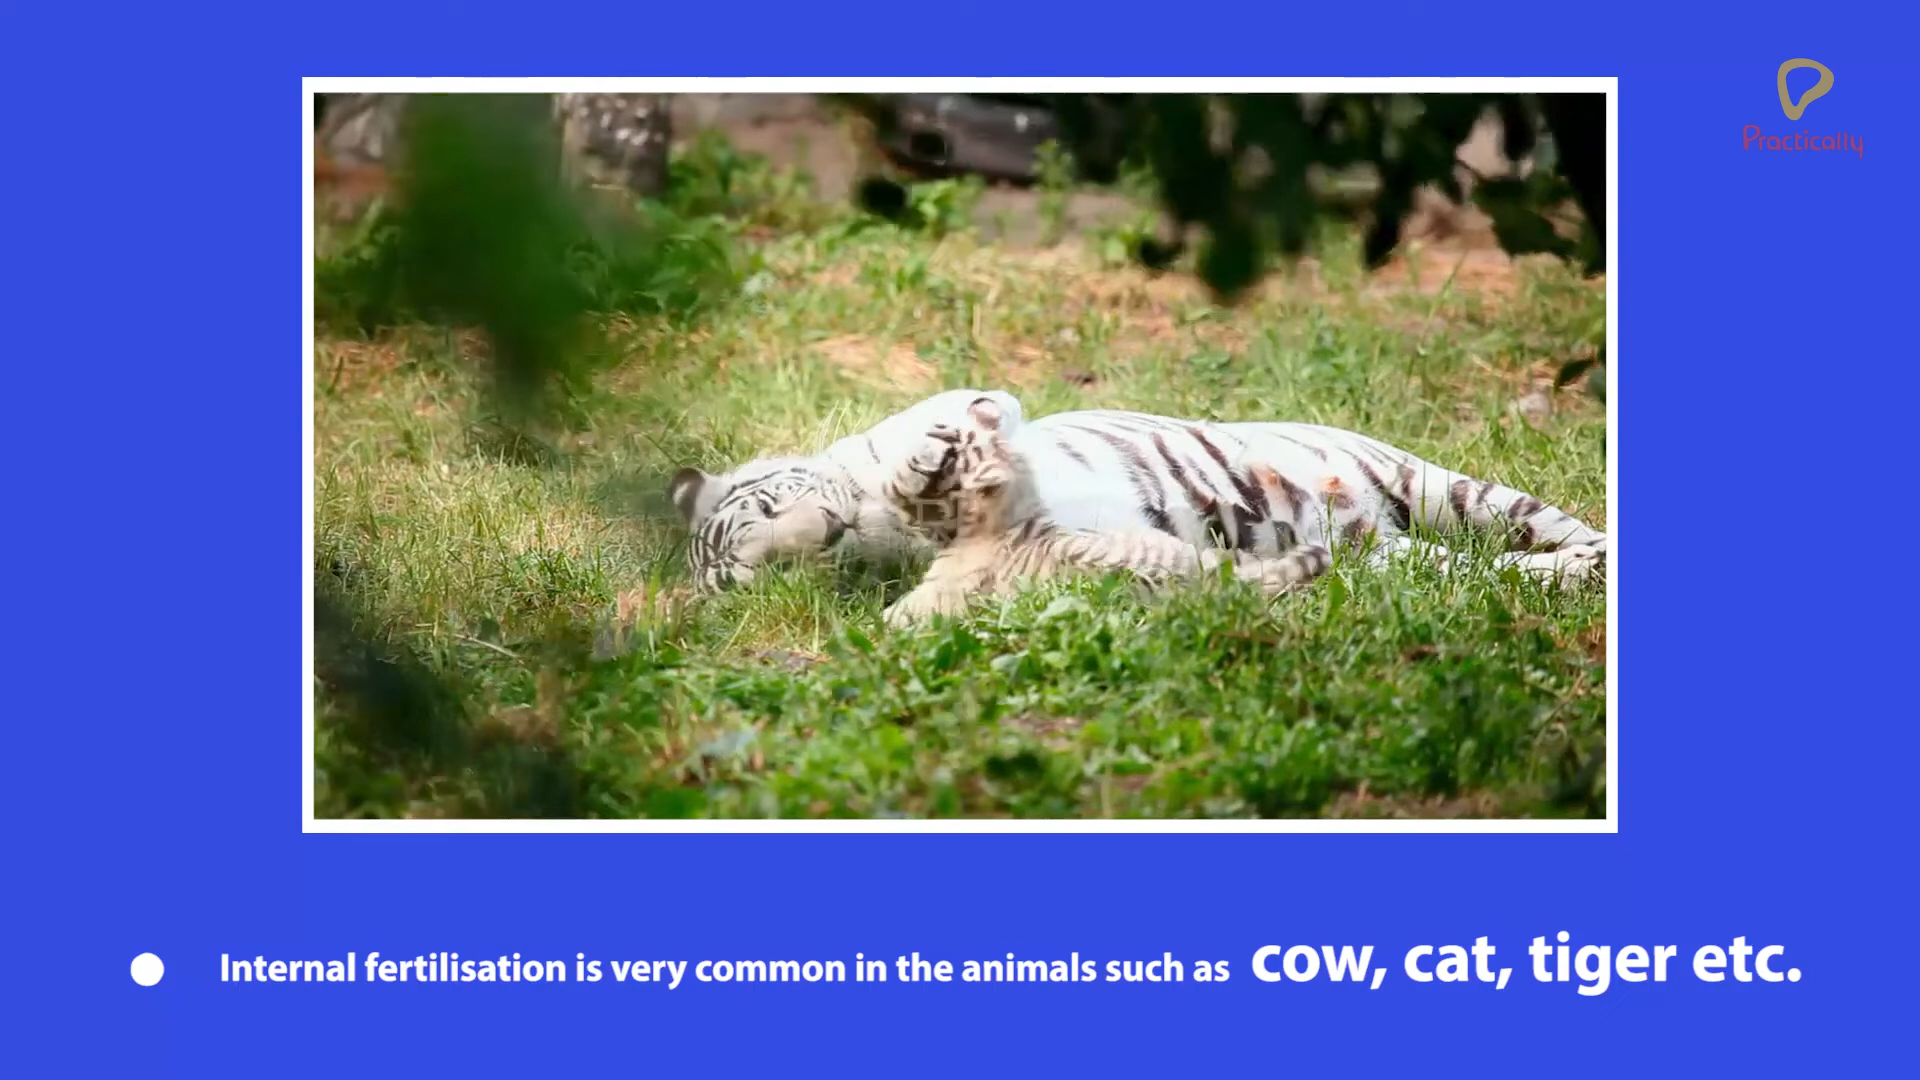 Practically
Internal fertilisation is very common in the animals such as cow, cat, tiger etc.